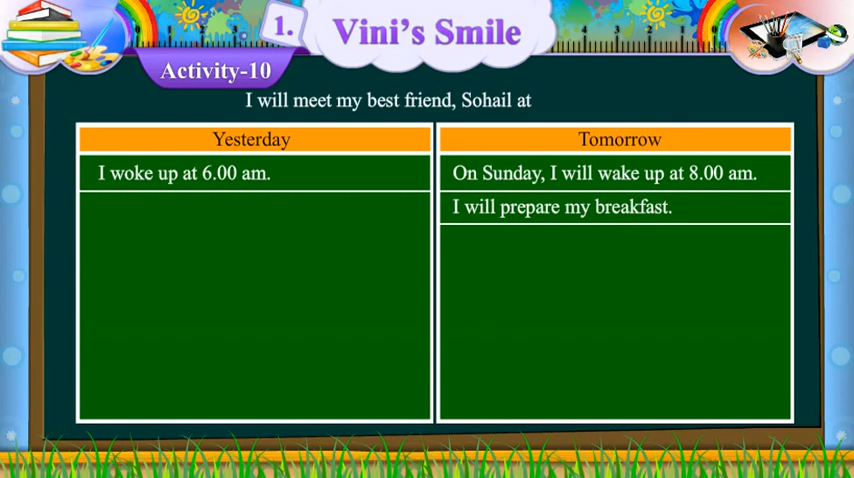 1.
Vini's Smile
Activity-10
I will meet my best friend, Sohail at
Yesterday
Tomorrow
I woke up at 6.00 am.
On Sunday, I will wake up at 8.00 am.
I will prepare my breakfast.